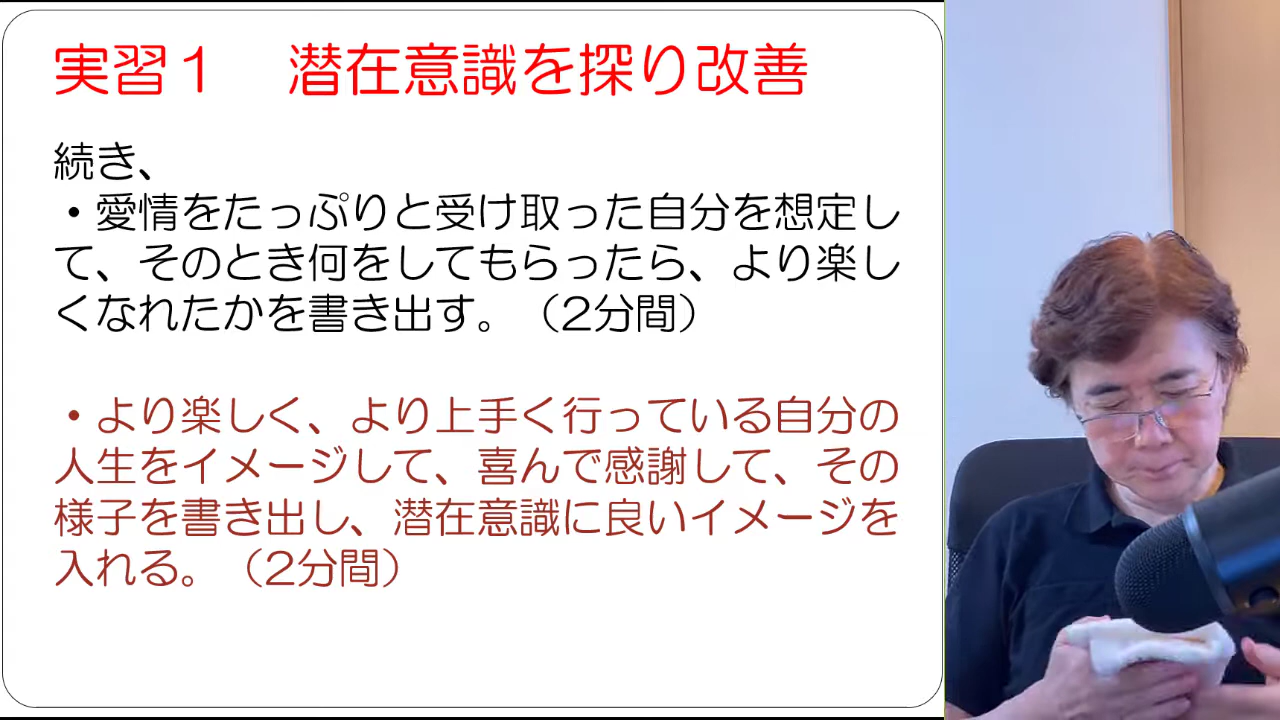 実習１　潜在意識を探り改善
続き、
・愛情をたっぷりと受け取った自分を想定し
て、そのとき何をしてもらったら、より楽し
くなれたかを書き出す。（2分間）
・より楽しく、より上手く行っている自分の
人生をイメージして、喜んで感謝して、その
様子を書き出し、潜在意識に良いイメージを
入れる。（2分間）